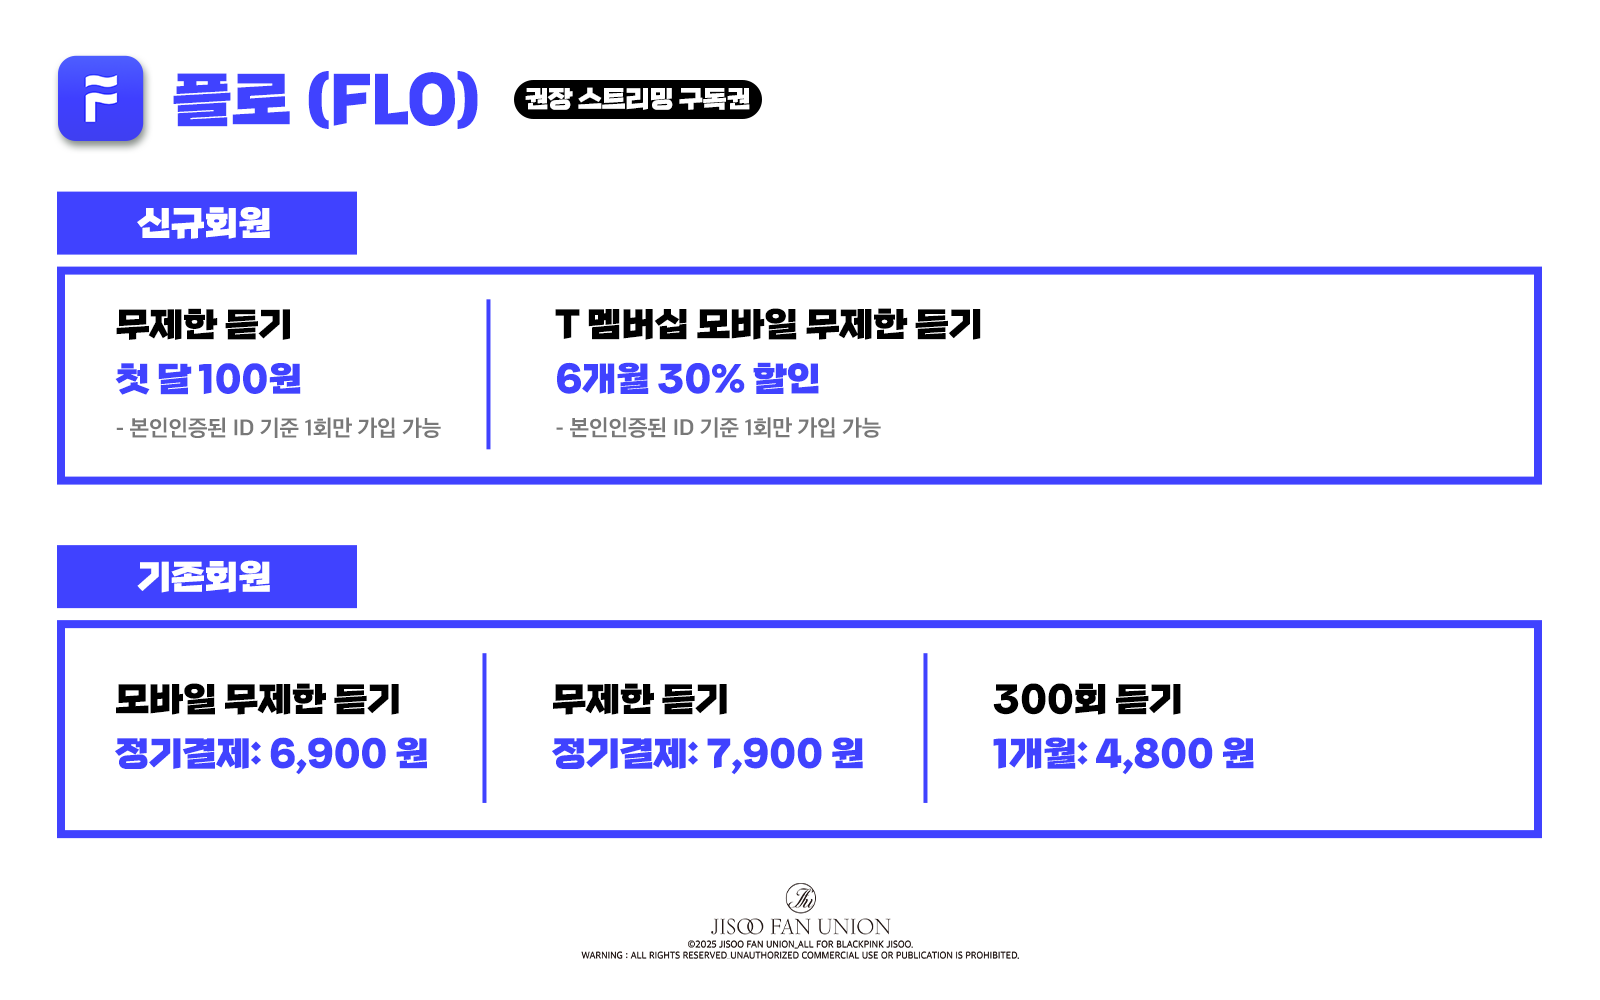 플로 (FLO)
권장 스트리밍 구독권
신규회원
무제한 듣기
첫 달 100원
- 본인인증된 ID 기준 1회만 가입 가능
T 멤버십 모바일 무제한 듣기
6개월 30% 할인
- 본인인증된 ID 기준 1회만 가입 가능
기존회원
모바일 무제한 듣기
정기결제: 6,900 원
무제한 듣기
정기결제: 7,900 원
300회 듣기
1개월: 4,800 원
JISOO FAN UNION
©2025 JISOO FAN UNION_ALL FOR BLACKPINK JISOO.
WARNING : ALL RIGHTS RESERVED. UNAUTHORIZED COMMERCIAL USE OR PUBLICATION IS PROHIBITED.